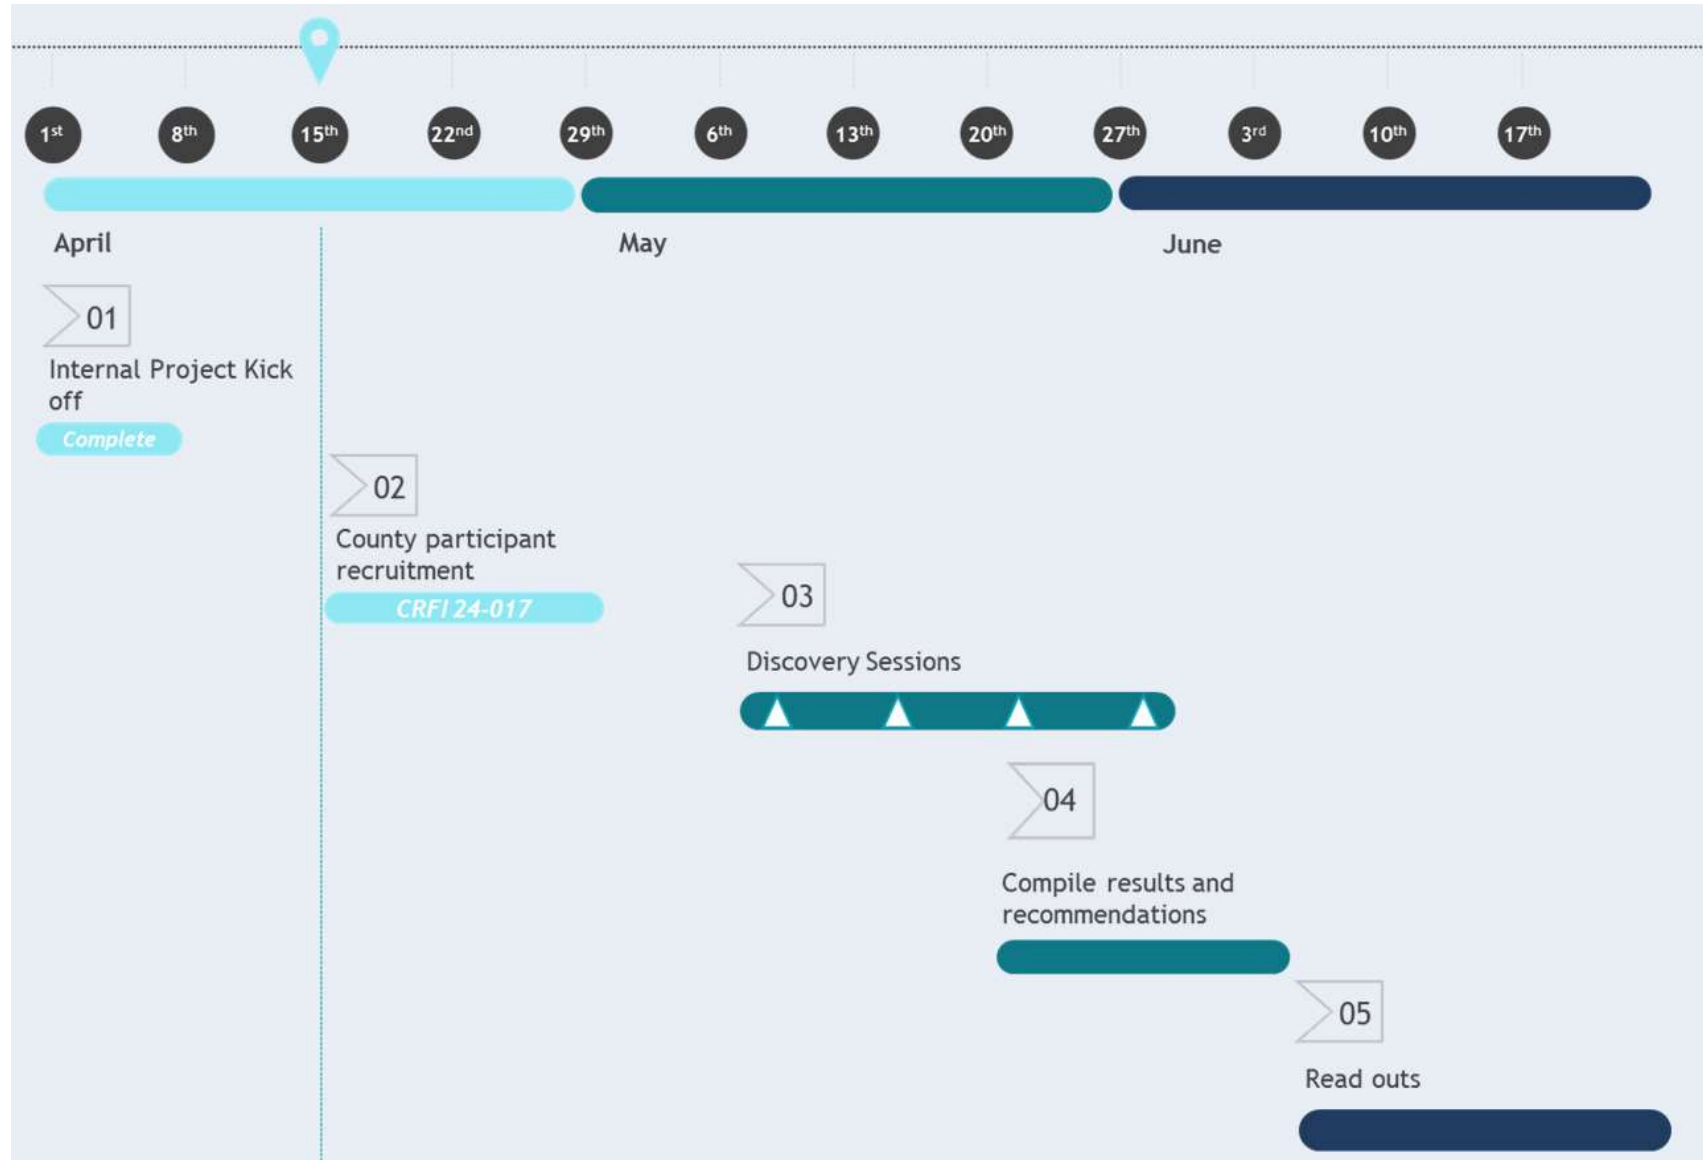 1st 8th 15th 22nd 29th 6th 13th 20th 27th 3rd 10th 17th
April May June
01
Internal Project Kick
off
Complete
02
County participant
recruitment
CRFI 24-017
03
Discovery Sessions
04
Compile results and
recommendations
05
Read outs